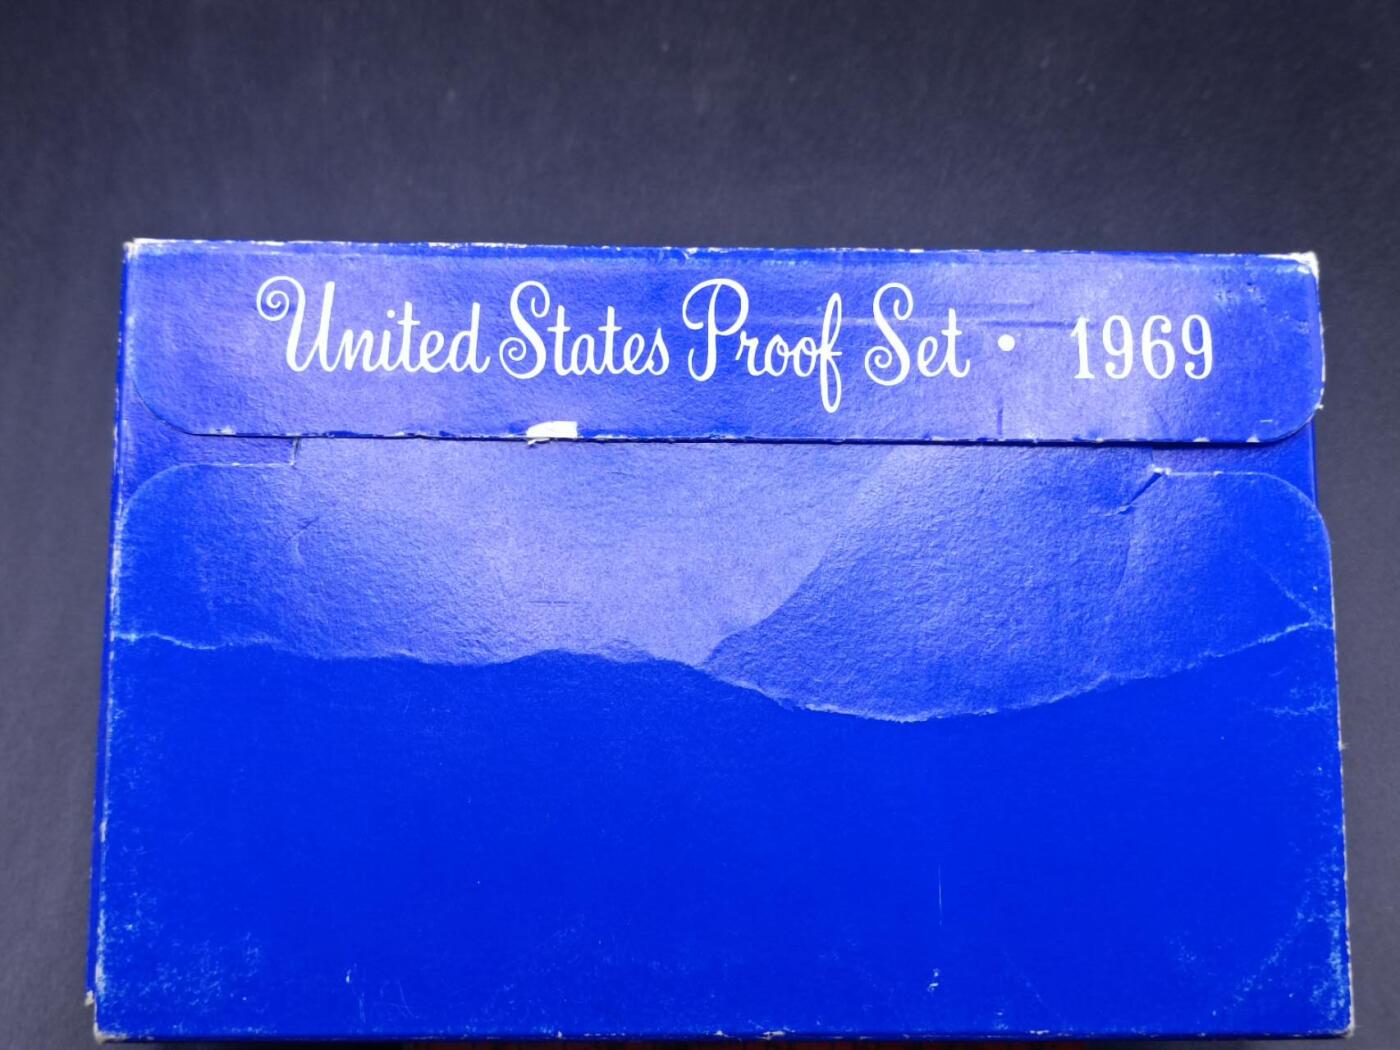 United States Proof Set • 1969